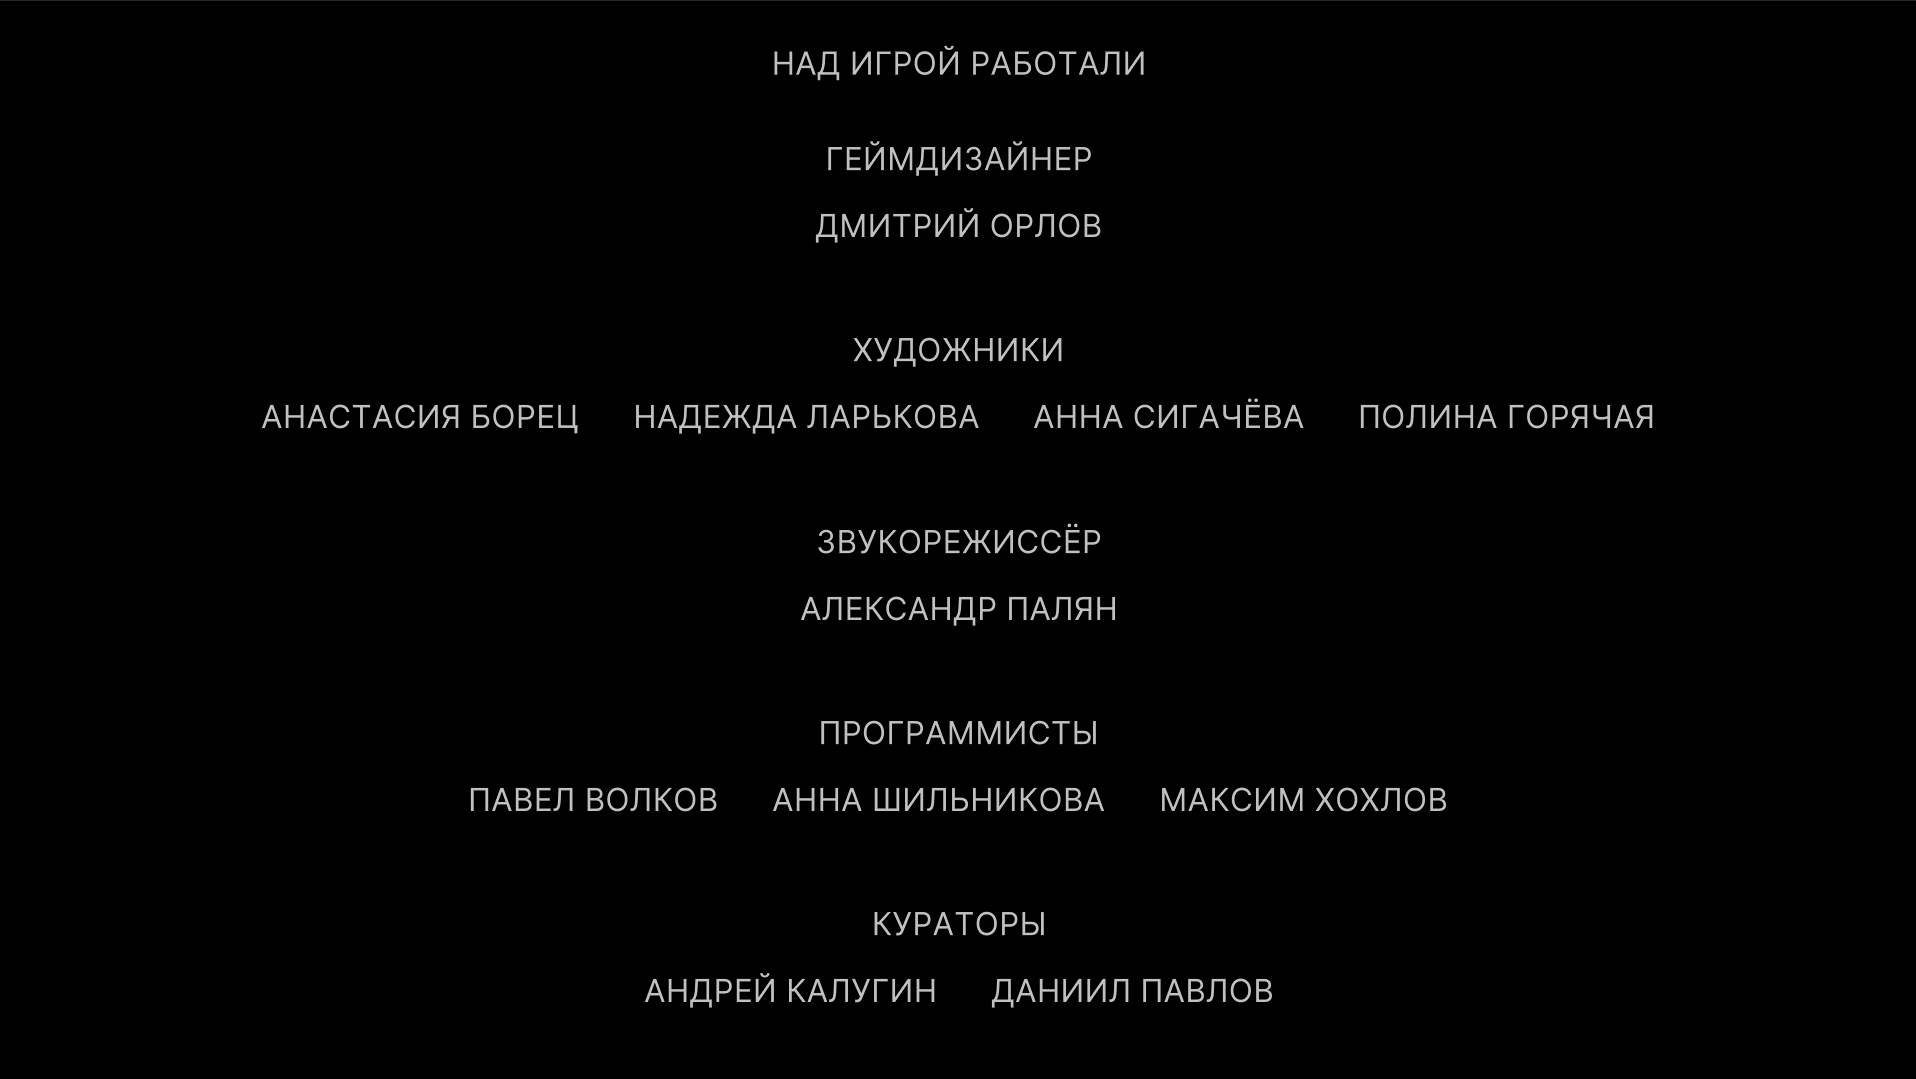 НАД ИГРОЙ РАБОТАЛИ
ГЕЙМДИЗАЙНЕР
ДМИТРИЙ ОРЛОВ
ХУДОЖНИКИ
АНАСТАСИЯ БОРЕЦ НАДЕЖДА ЛАРЬКОВА АННА СИГАЧЁВА ПОЛИНА ГОРЯЧАЯ
ЗВУКОРЕЖИССЁР
АЛЕКСАНДР ПАЛЯН
ПРОГРАММИСТЫ
ПАВЕЛ ВОЛКОВ АННА ШИЛЬНИКОВА МАКСИМ ХОХЛОВ
КУРАТОРЫ
АНДРЕЙ КАЛУГИН ДАНИИЛ ПАВЛОВ